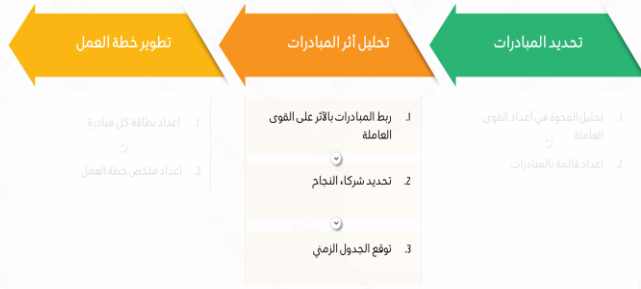 تحديد المبادرات
تحليل أثر المبادرات
تطوير خطة العمل
1. تحليل الفجوة في أعداد القوى
العاملة
2. اعداد قائمة بالمبادرات
1. ربط المبادرات بالأثر على القوى
العاملة
2. تحديد شركاء النجاح
3. توقع الجدول الزمني
1. اعداد بطاقة كل مبادرة
2. اعداد ملخص خطة العمل